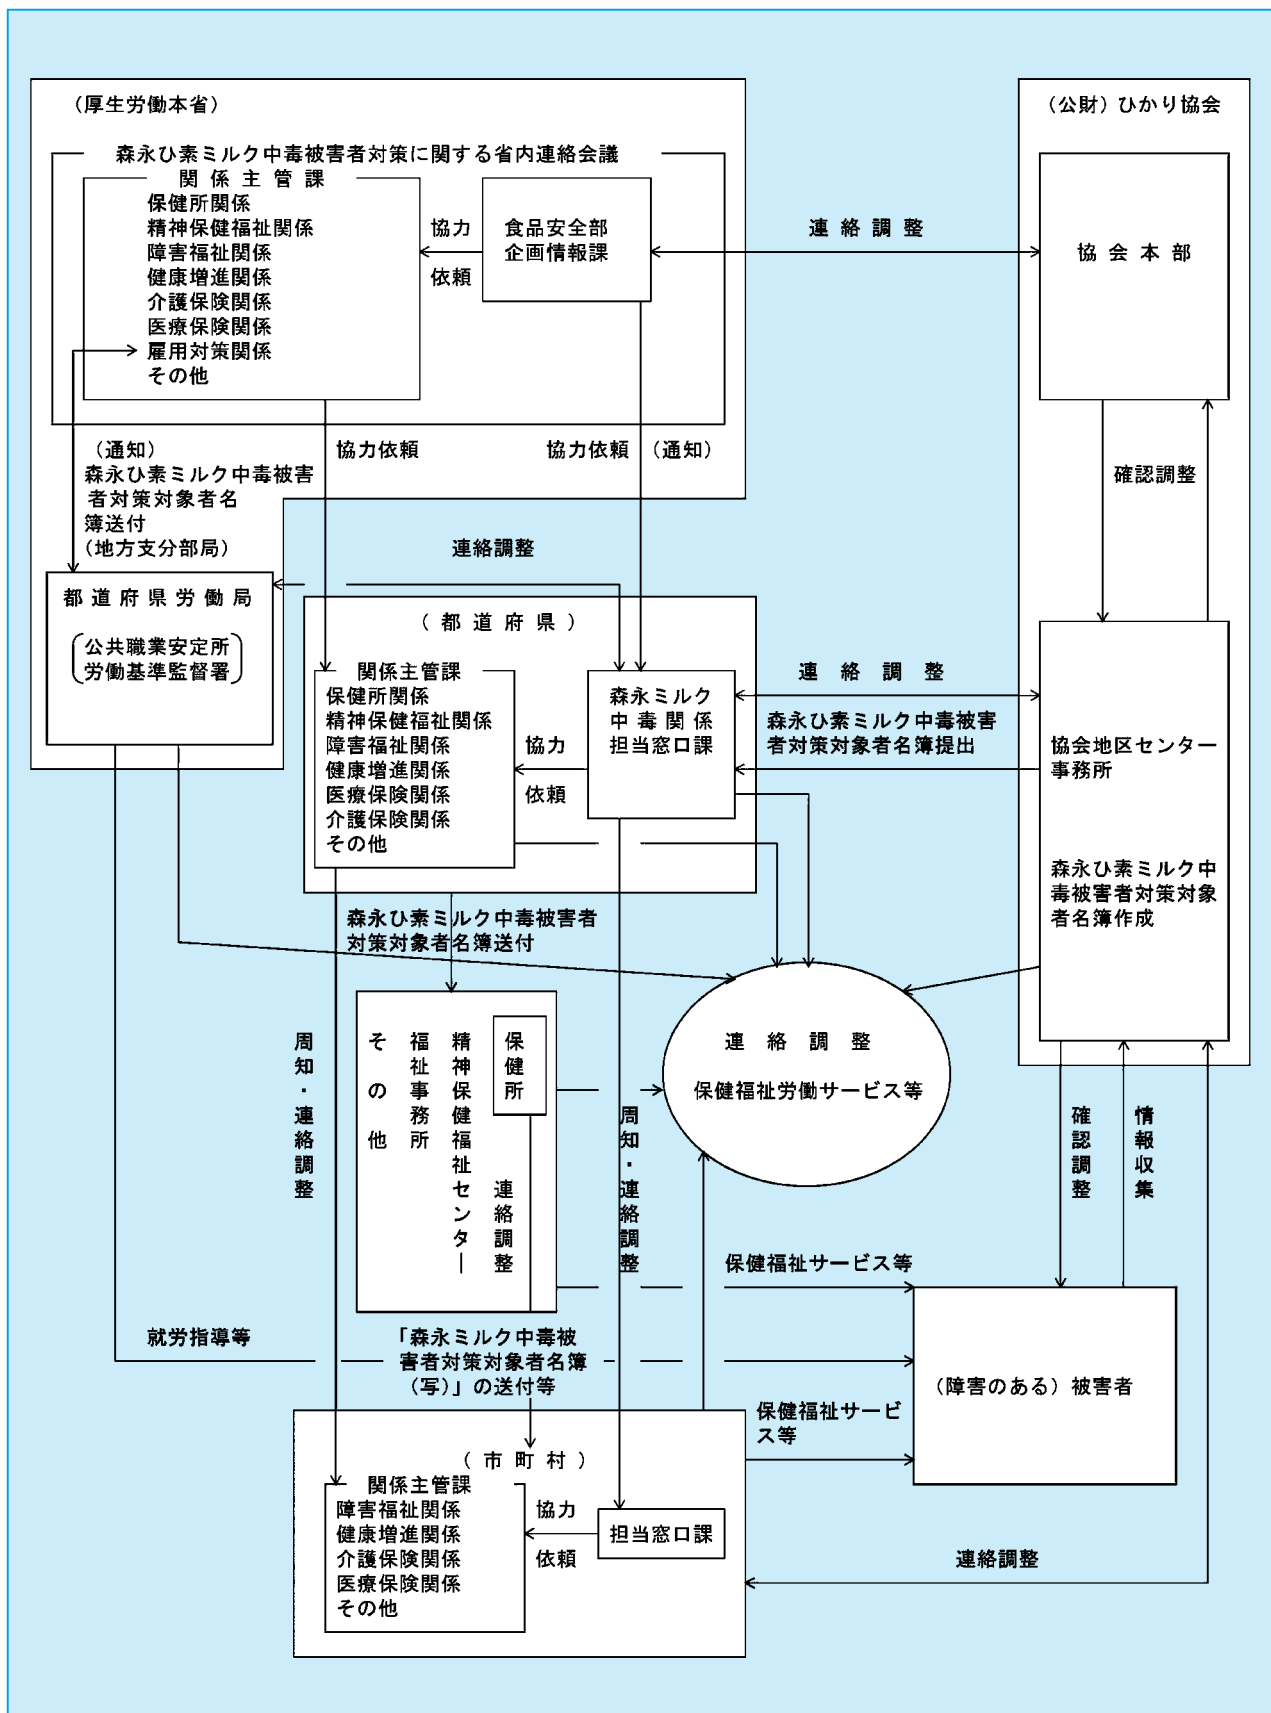 （厚生労働本省）
森永ひ素ミルク中毒被害者対策に関する省内連絡会議
関係主管課
保健所関係
精神保健福祉関係
障害福祉関係
健康増進関係
介護保険関係
医療保険関係
雇用対策関係
その他
協力
依頼
食品安全部
企画情報課
連絡調整
（公財）ひかり協会
協会本部
（通知）
森永ひ素ミルク中毒被害
者対策対象者名
簿送付
（地方支分部局）
協力依頼
協力依頼（通知）
確認調整
連絡調整
都道府県労働局
公共職業安定所
労働基準監督署
（都道府県）
関係主管課
保健所関係
精神保健福祉関係
障害福祉関係
健康増進関係
医療保険関係
介護保険関係
その他
協力
依頼
森永ミルク
中毒関係
担当窓口課
連絡調整
森永ひ素ミルク中毒被害
者対策対象者名簿提出
協会地区センター
事務所
森永ひ素ミルク中
毒被害者対策対象
者名簿作成
森永ひ素ミルク中毒被害者
対策対象者名簿送付
周知・連絡調整
保健所
精神保健福祉センター
福祉事務所
その他
連絡調整
周知・連絡調整
連絡調整
保健福祉労働サービス等
確認調整
情報収集
保健福祉サービス等
就労指導等
「森永ミルク中毒被
害者対策対象者名簿
（写）」の送付等
（障害のある）被害者
保健福祉サービ
ス等
（市町村）
関係主管課
障害福祉関係
健康増進関係
介護保険関係
医療保険関係
その他
協力
依頼
担当窓口課
連絡調整